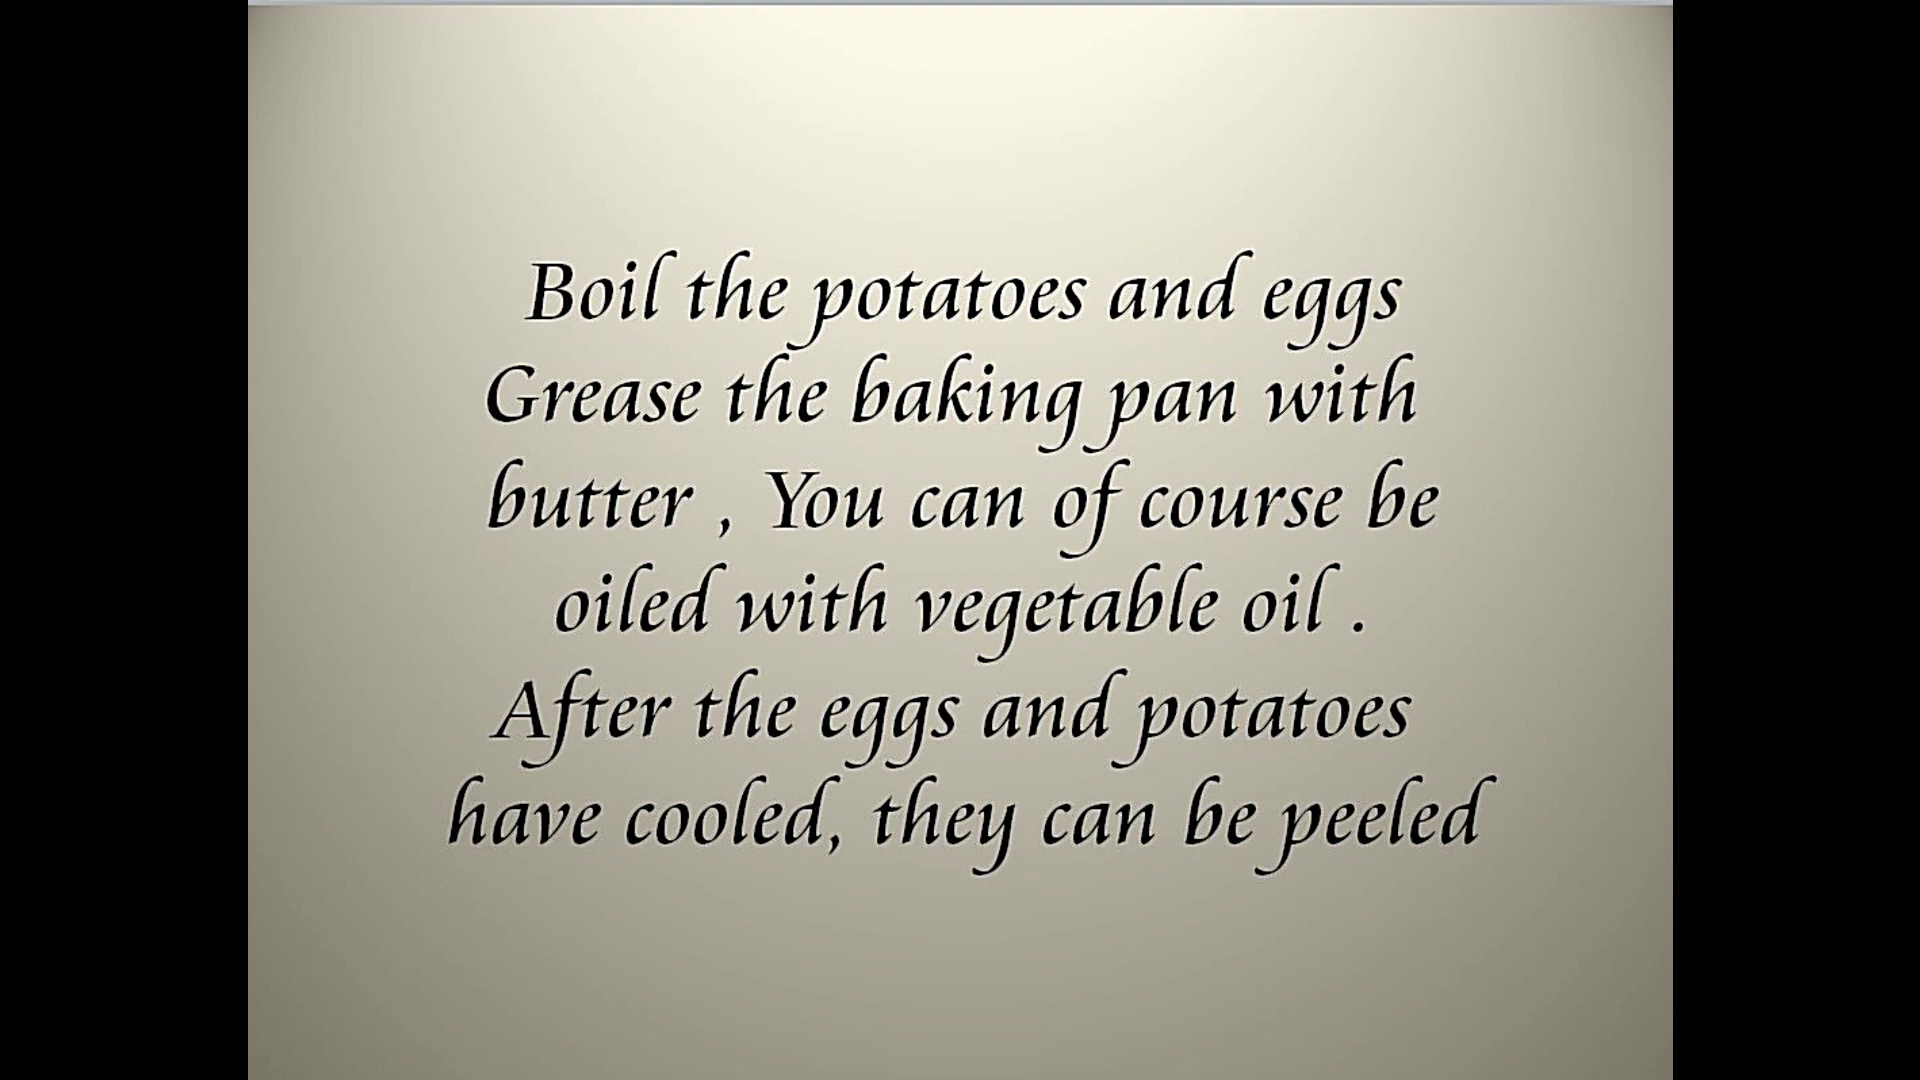 Boil the potatoes and eggs
Grease the baking pan with
butter , You can of course be
oiled with vegetable oil .
After the eggs and potatoes
have cooled, they can be peeled